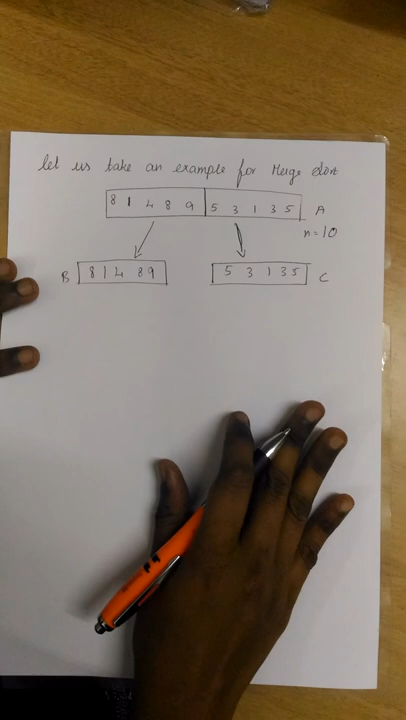 let us take an example for Merge Sort
8 1 4 8 9 5 3 1 3 5 A
n=10
B 8 1 4 8 9 5 3 1 3 5 C